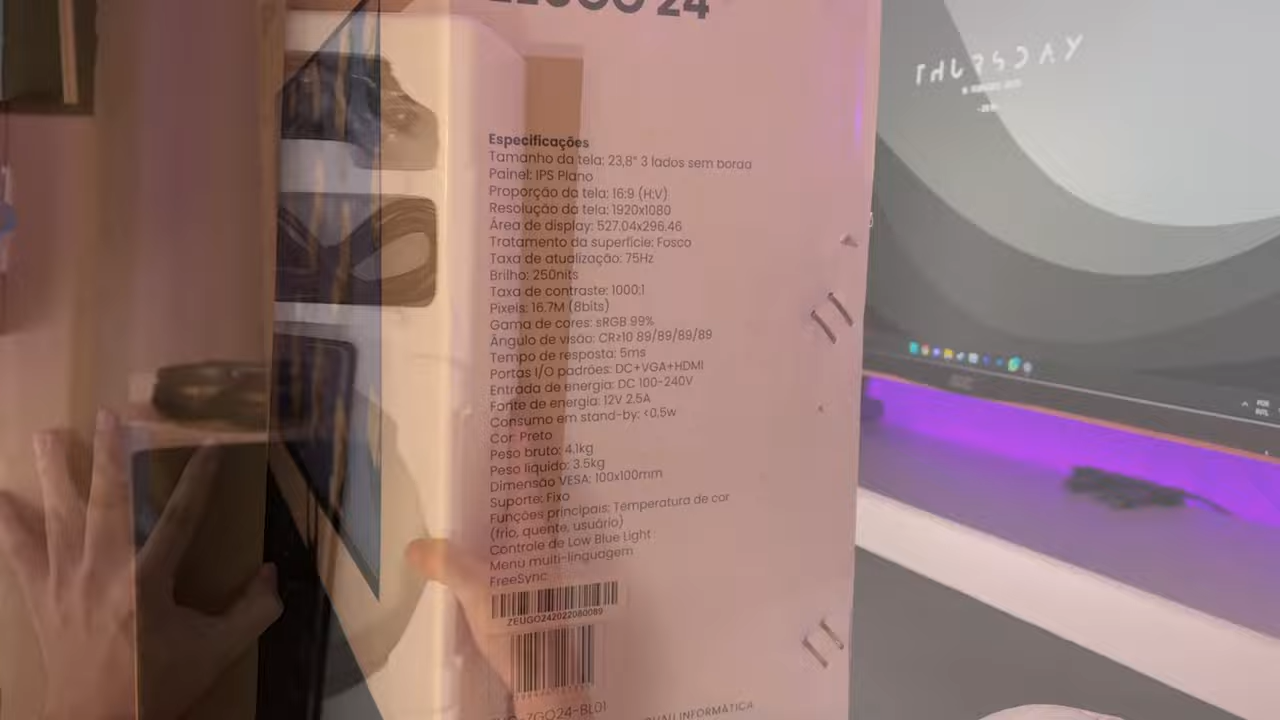 24
THURSDAY
Especificações
Tamanho da tela: 23,8" 3 lados sem borda
Painel: IPS Plano
Proporção da tela: 16:9 (H:V)
Resolução da tela: 1920x1080
Área de display: 527.04x296.46
Tratamento da superfície: Fosco
Taxa de atualização: 75Hz
Brilho: 250nits
Taxa de contraste: 1000:1
Pixels: 16.7M (8bits)
Gama de cores: sRGB 99%
Ângulo de visão: CR≥10 89/89/89/89
Tempo de resposta: 5ms
Portas I/O padrões: DC+VGA+HDMI
Entrada de energia: DC 100-240V
Fonte de energia: 12V 2.5A
Consumo em stand-by: <0.5w
Cor: Preto
Peso bruto: 4.1kg
Peso líquido: 3.5kg
Dimensão VESA: 100x100mm
Suporte: Fixo
Funções principais: Temperatura de cor
(frio, quente, usuário)
Controle de Low Blue Light
Menu multi-linguagem
FreeSync
ZEUGO242022080089
INFORMÁTICA